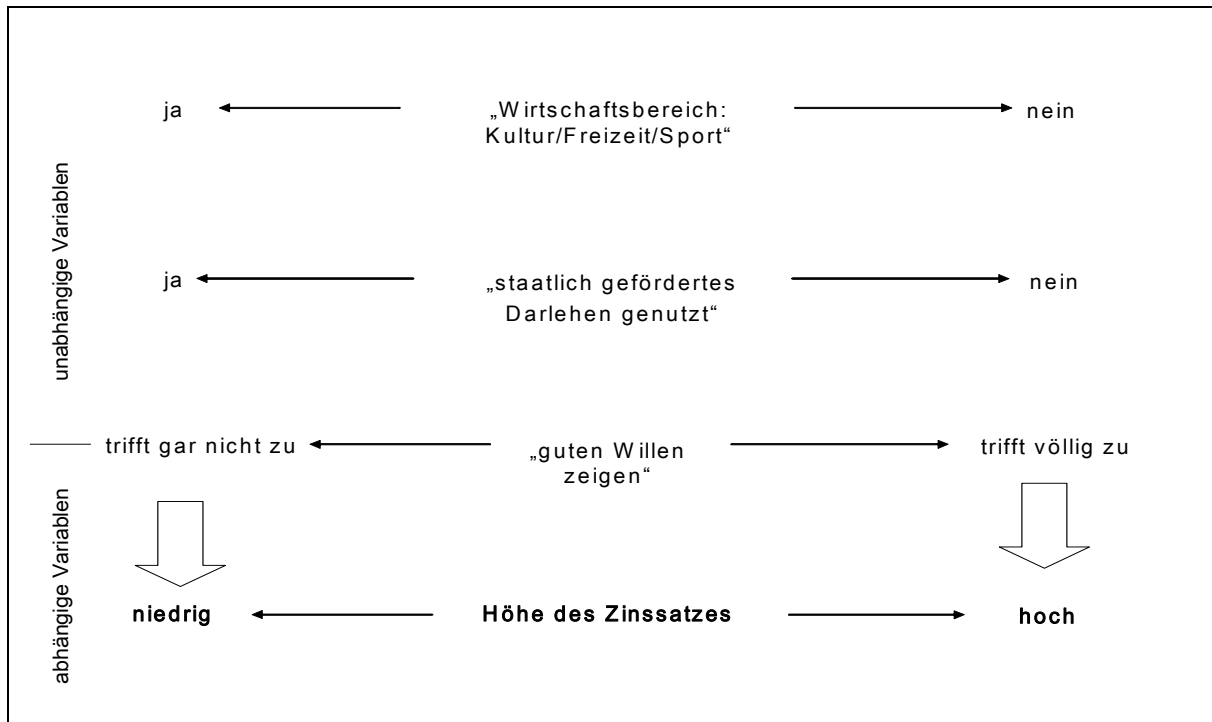 ja
„Wirtschaftsbereich:
Kultur/Freizeit/Sport“
nein
unabhängige Variablen
ja
„staatlich gefördertes
Darlehen genutzt“
nein
trifft gar nicht zu
„guten Willen
zeigen“
trifft völlig zu
abhängige Variablen
niedrig
Höhe des Zinssatzes
hoch